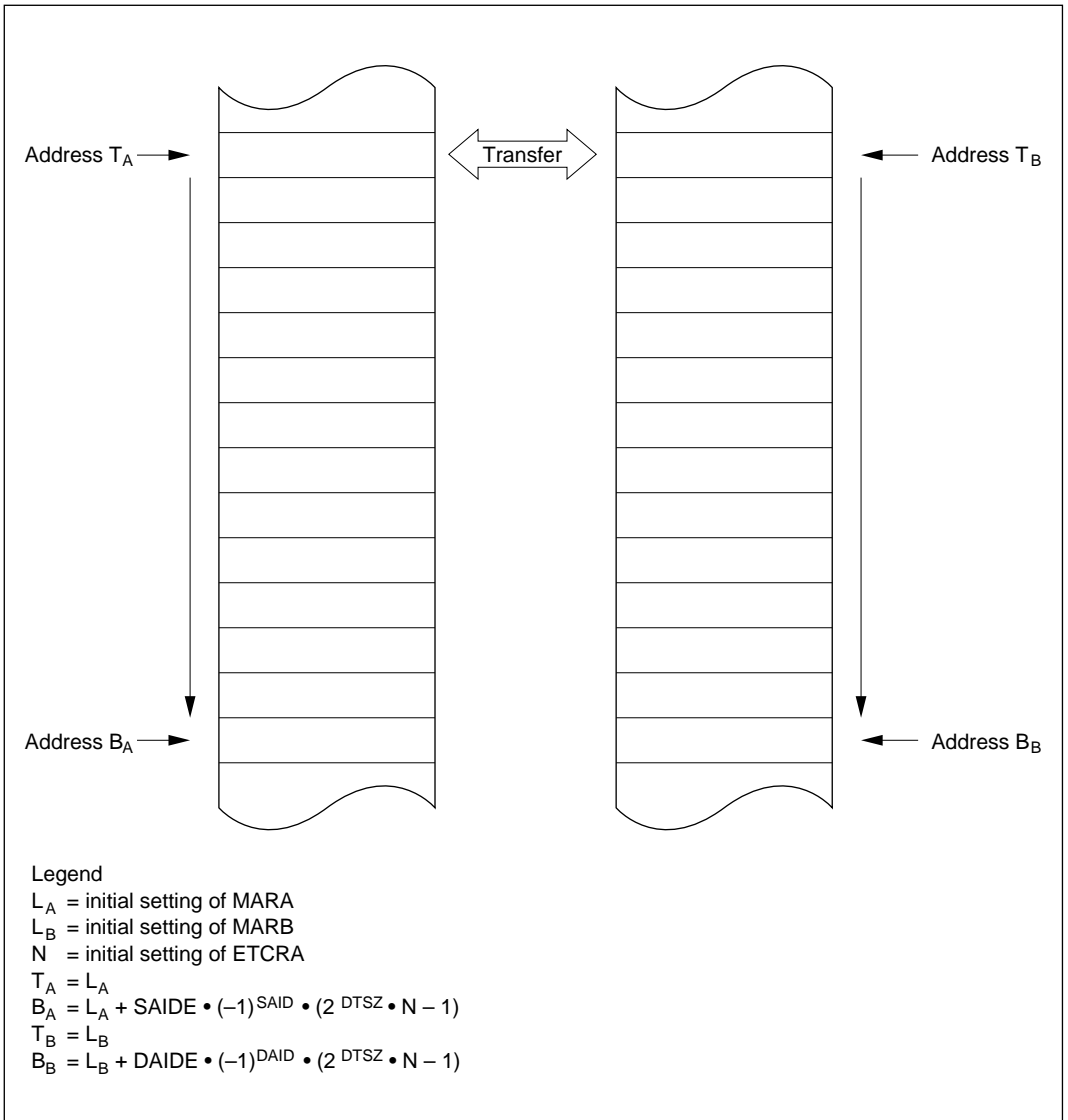 Address T_A
Transfer
Address T_B
Address B_A
Address B_B
Legend
L_A = initial setting of MARA
L_B = initial setting of MARB
N = initial setting of ETCRA
T_A = L_A
B_A = L_A + SAIDE • (–1)^SAID • (2^DTSZ • N – 1)
T_B = L_B
B_B = L_B + DAIDE • (–1)^DAID • (2^DTSZ • N – 1)